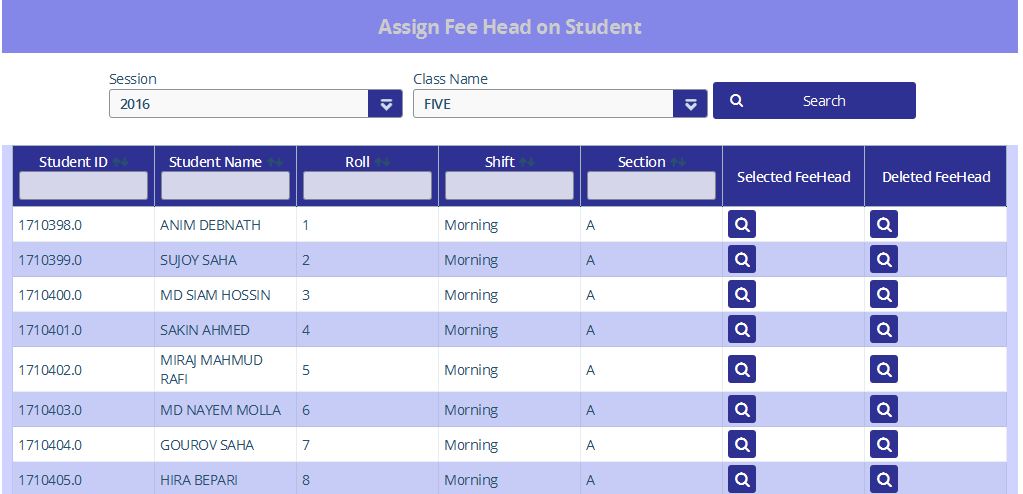 Assign Fee Head on Student
Session Class Name
2016 FIVE Search
Student ID Student Name Roll Shift Section Selected FeeHead Deleted FeeHead
1710398.0 ANIM DEBNATH 1 Morning A
1710399.0 SUJOY SAHA 2 Morning A
1710400.0 MD SIAM HOSSIN 3 Morning A
1710401.0 SAKIN AHMED 4 Morning A
1710402.0 MIRAJ MAHMUD RAFI 5 Morning A
1710403.0 MD NAYEM MOLLA 6 Morning A
1710404.0 GOUROV SAHA 7 Morning A
1710405.0 HIRA BEPARI 8 Morning A